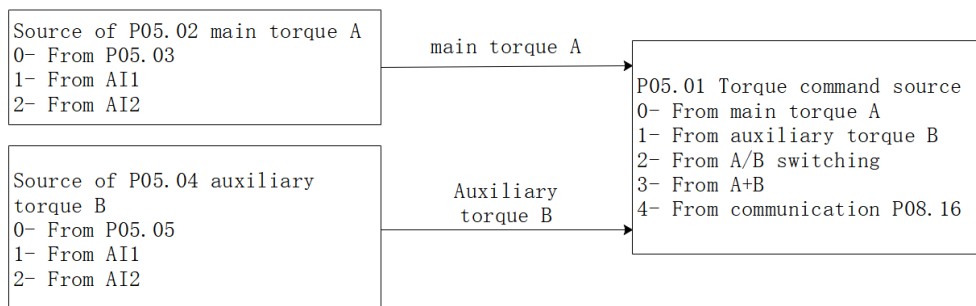 Source of P05.02 main torque A
0- From P05.03
1- From AI1
2- From AI2
main torque A
Source of P05.04 auxiliary
torque B
0- From P05.05
1- From AI1
2- From AI2
Auxiliary
torque B
P05.01 Torque command source
0- From main torque A
1- From auxiliary torque B
2- From A/B switching
3- From A+B
4- From communication P08.16